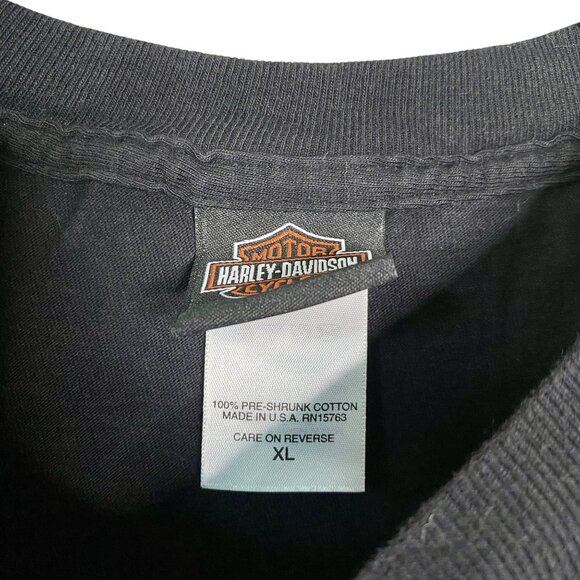 MOTOR
HARLEY-DAVIDSON
CYCLES
100% PRE-SHRUNK COTTON
MADE IN U.S.A. RN15763
CARE ON REVERSE
XL